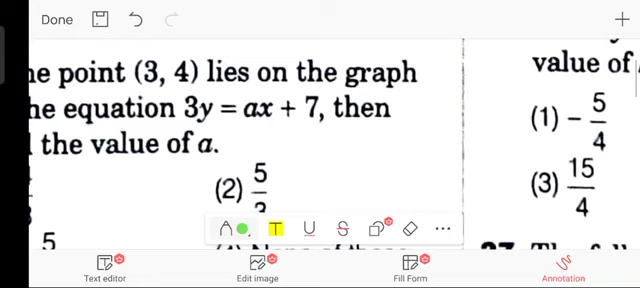 Done
he point (3, 4) lies on the graph
he equation 3y = ax + 7, then
the value of a.
(2) 5/3
5
value of
(1) - 5/4
(3) 15/4
T U S
Text editor
Edit image
Fill Form
Annotation